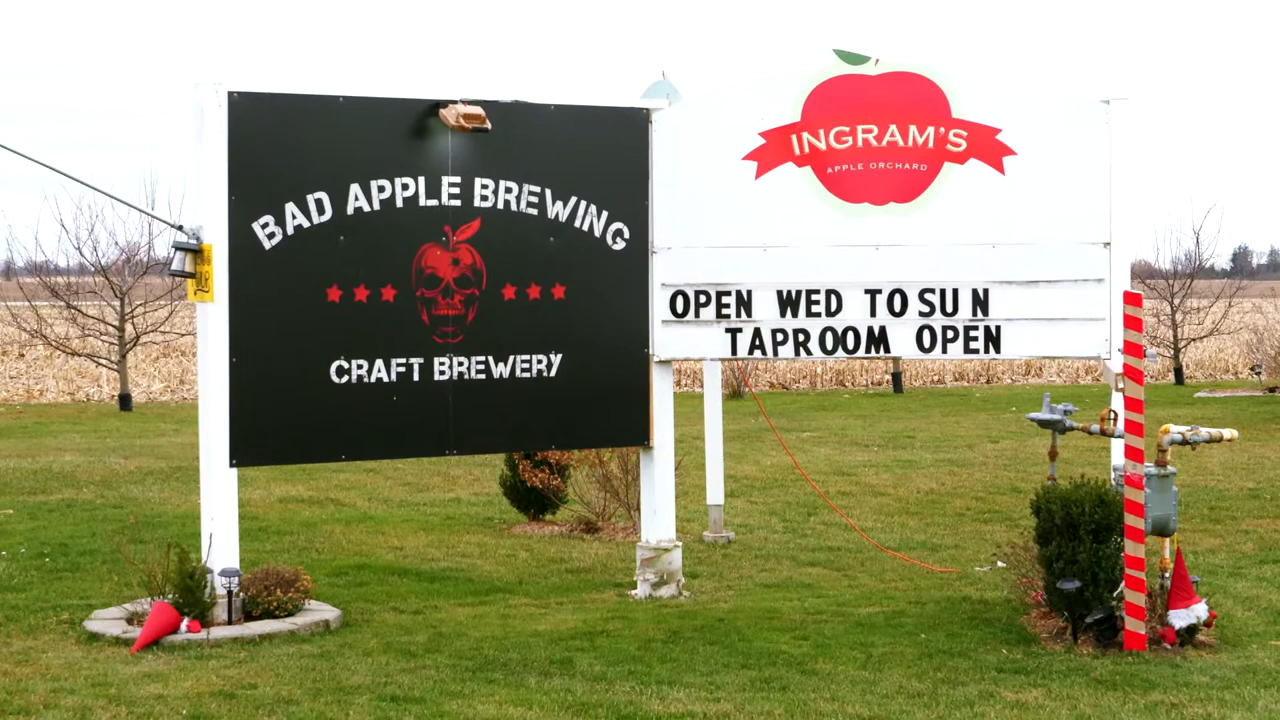 BAD APPLE BREWING
CRAFT BREWERY
INGRAM'S
APPLE ORCHARD
OPEN WED TO SUN
TAPROOM OPEN